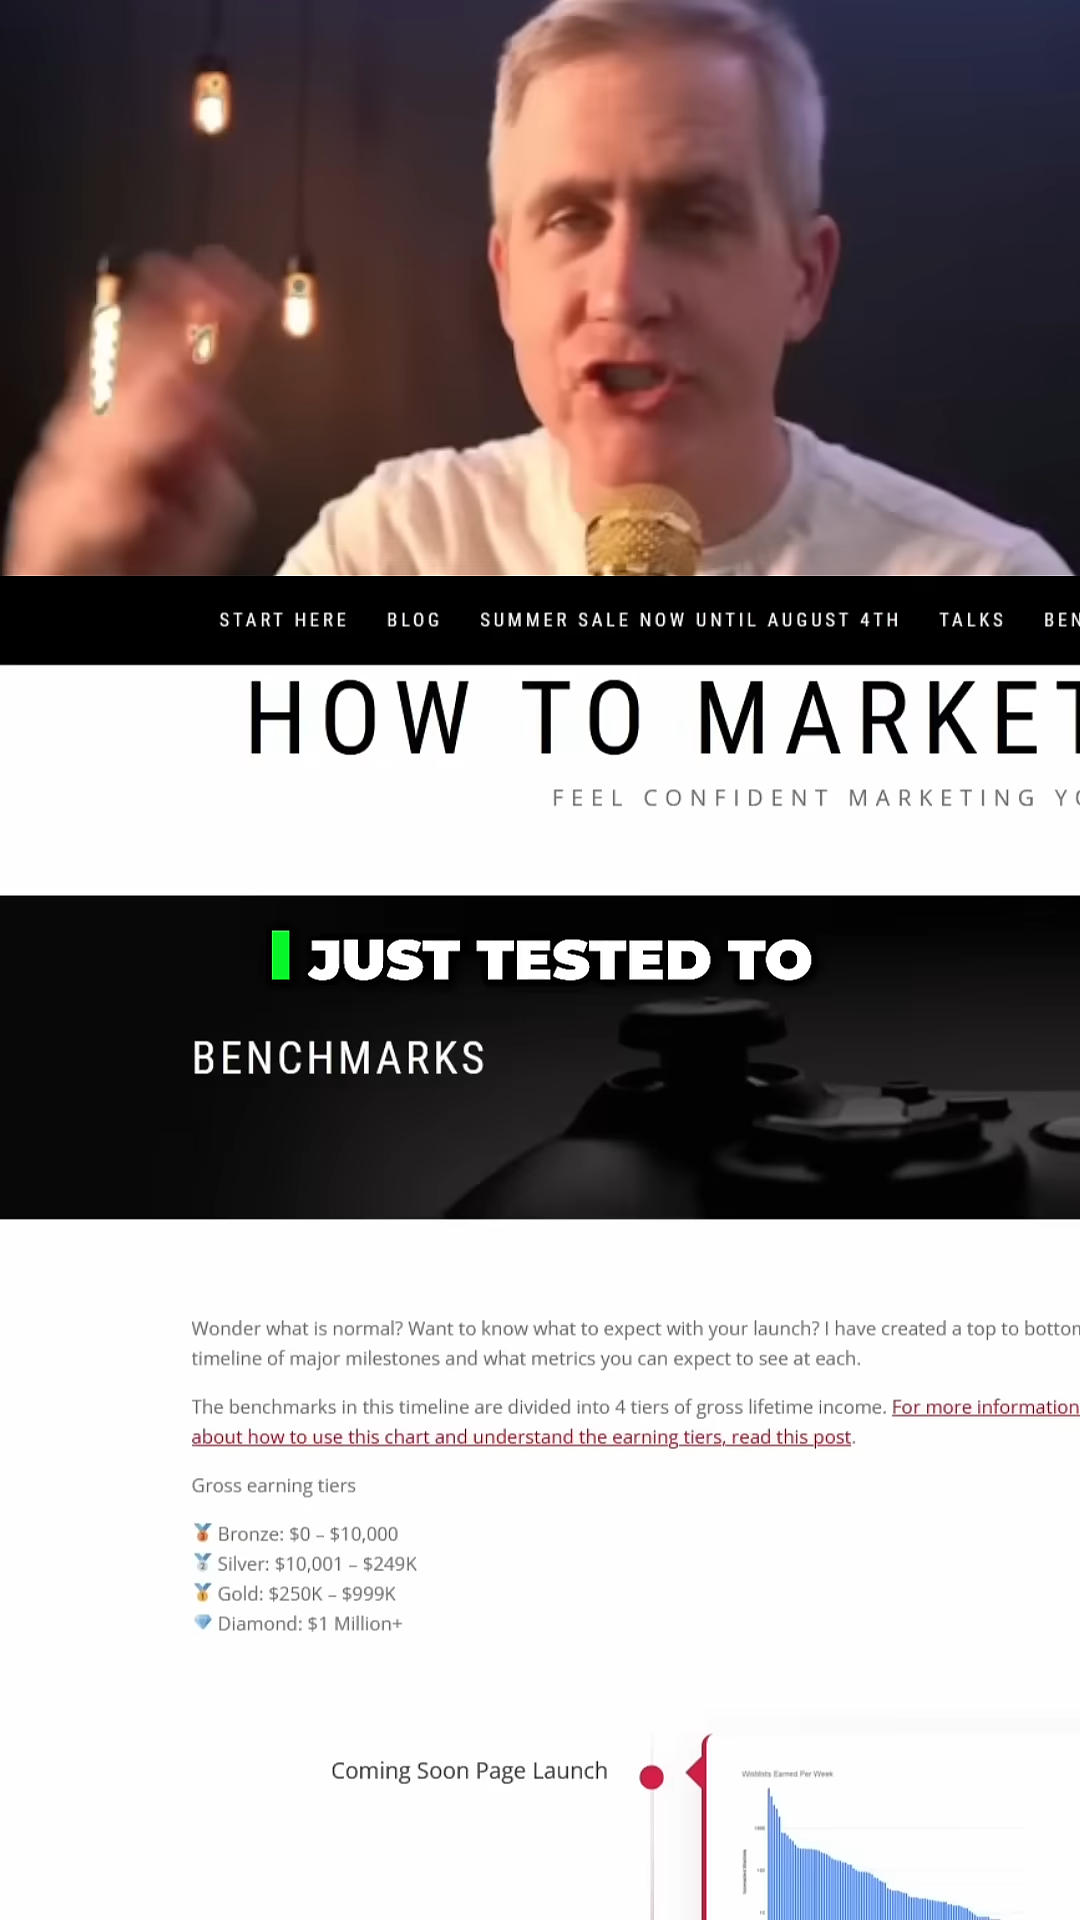 START HERE BLOG SUMMER SALE NOW UNTIL AUGUST 4TH TALKS BEN
HOW TO MARKET
FEEL CONFIDENT MARKETING YO
I JUST TESTED TO
BENCHMARKS
Wonder what is normal? Want to know what to expect with your launch? I have created a top to bottom
timeline of major milestones and what metrics you can expect to see at each.
The benchmarks in this timeline are divided into 4 tiers of gross lifetime income. For more information
about how to use this chart and understand the earning tiers, read this post.
Gross earning tiers
🥉 Bronze: $0 – $10,000
🥈 Silver: $10,001 – $249K
🥇 Gold: $250K – $999K
💎 Diamond: $1 Million+
Coming Soon Page Launch
Wishlists Earned Per Week